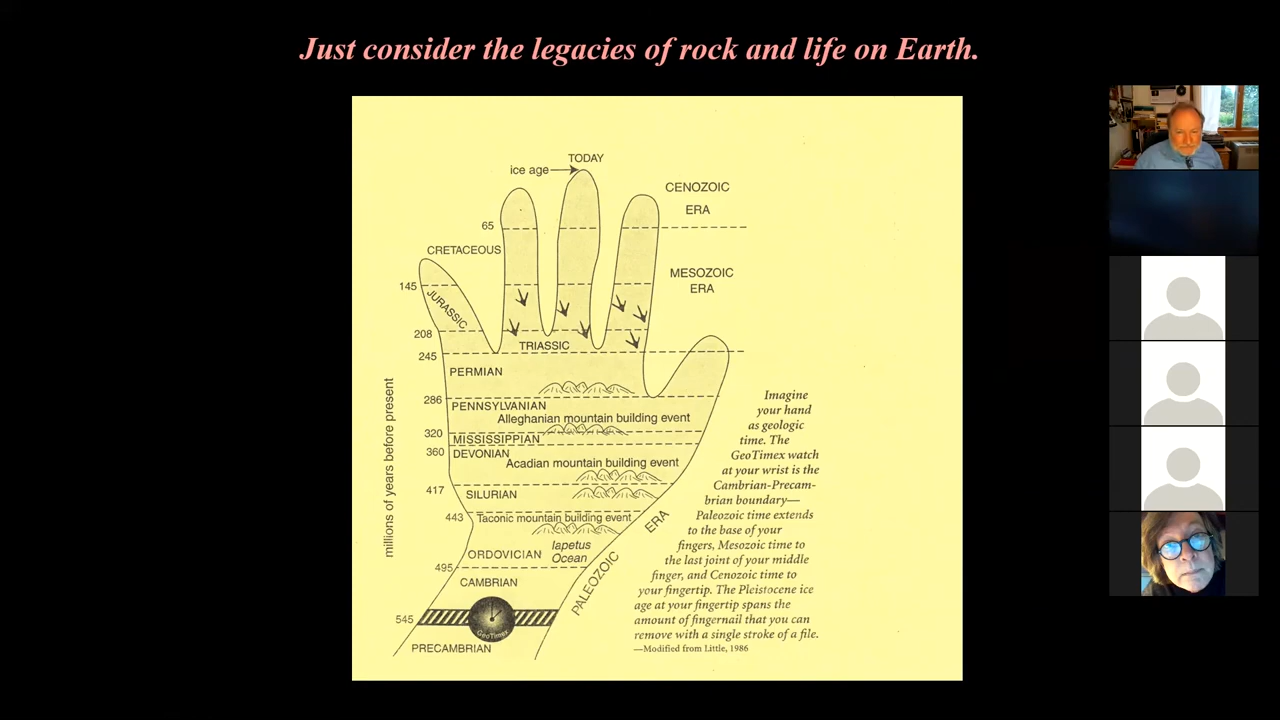 Just consider the legacies of rock and life on Earth.
TODAY
ice age
CENOZOIC
ERA
65
CRETACEOUS
MESOZOIC
ERA
145
JURASSIC
208
TRIASSIC
245
PERMIAN
286
PENNSYLVANIAN
Alleghanian mountain building event
320
MISSISSIPPIAN
360
DEVONIAN
Acadian mountain building event
417
SILURIAN
443
Taconic mountain building event
Iapetus
Ocean
ORDOVICIAN
495
CAMBRIAN
PALEOZOIC ERA
545
GeoTimex
PRECAMBRIAN
millions of years before present
Imagine
your hand
as geologic
time. The
GeoTimex watch
at your wrist is the
Cambrian-Precam-
brian boundary—
Paleozoic time extends
to the base of your
fingers, Mesozoic time to
the last joint of your middle
finger, and Cenozoic time to
your fingertip. The Pleistocene ice
age at your fingertip spans the
amount of fingernail that you can
remove with a single stroke of a file.
—Modified from Little, 1986